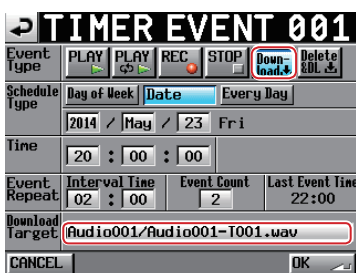 TIMER EVENT 001
Event Type PLAY PLAY REC STOP Down-load Delete &DL
Schedule Type Day of Week Date Every Day
2014 / May / 23 Fri
Time 20 : 00 : 00
Event Repeat Interval Time 02 : 00 Event Count 2 Last Event Time 22:00
Download Target Audio001/Audio001-T001.wav
CANCEL OK